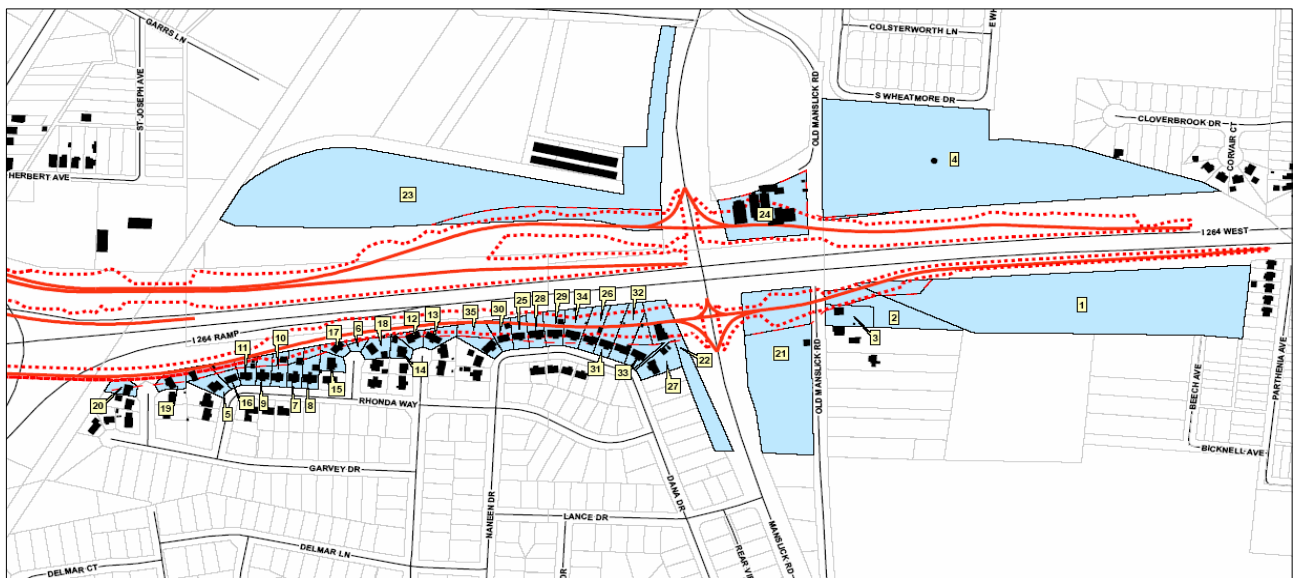 GARRS LN
COLSTERWORTH LN
ST JOSEPH AVE
OLD MANSLICK RD
S WHEATMORE DR
CLOVERBROOK DR
CORVAIR CT
HERBERT AVE
4
23
24
I 264 WEST
1
2
3
32
26
34
29
28
25
30
35
13
12
18
6
17
I 264 RAMP
10
11
14
15
31
33
22
27
21
OLD MANSLICK RD
20
19
5
16
9
7
8
RHONDA WAY
BEECH AVE
PARTHENIA AVE
BICKNELL AVE
GARVEY DR
NANEEN DR
DANA DR
LANCE DR
MANSLICK RD
DELMAR LN
DELMAR CT
DR